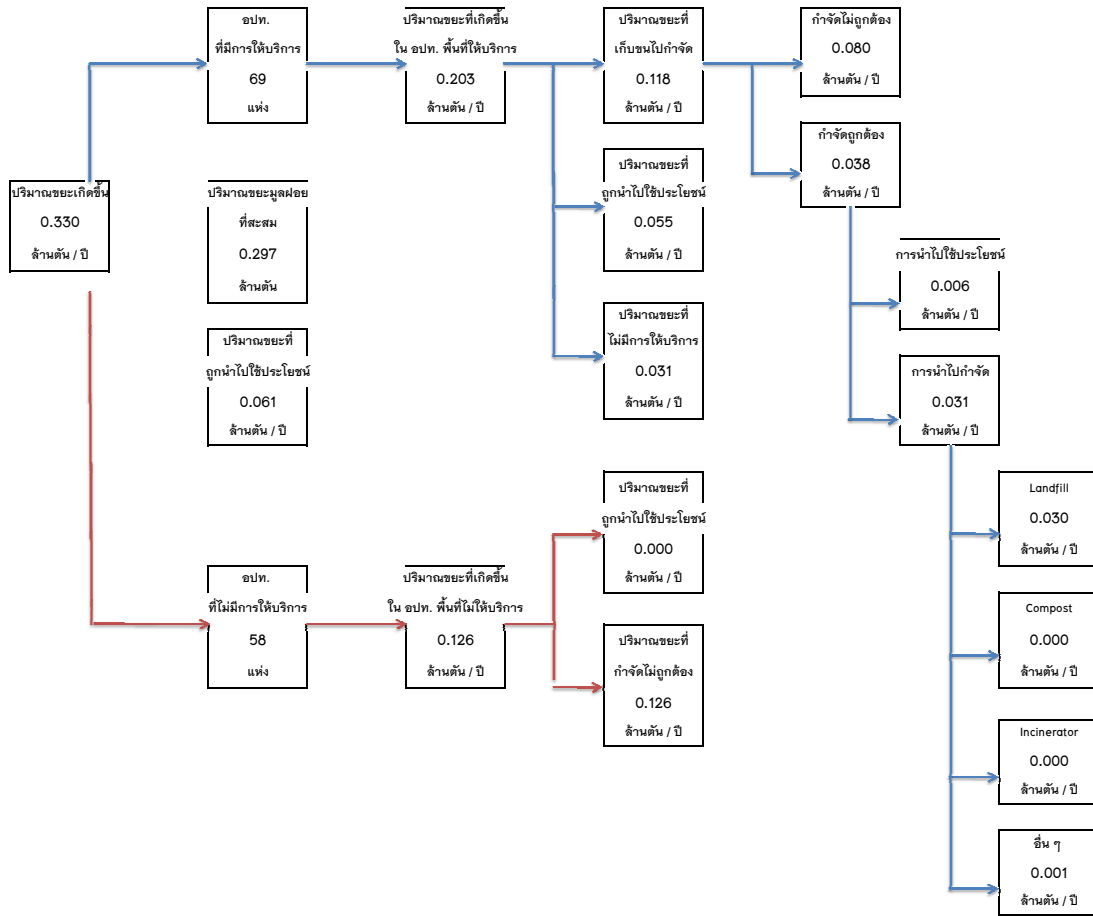 ปริมาณขยะเกิดขึ้น
0.330
ล้านตัน / ปี
อปท.
ที่มีการให้บริการ
69
แห่ง
ปริมาณขยะที่เกิดขึ้น
ใน อปท. พื้นที่ให้บริการ
0.203
ล้านตัน / ปี
ปริมาณขยะที่
เก็บขนไปกำจัด
0.118
ล้านตัน / ปี
กำจัดไม่ถูกต้อง
0.080
ล้านตัน / ปี
กำจัดถูกต้อง
0.038
ล้านตัน / ปี
ปริมาณขยะมูลฝอย
ที่สะสม
0.297
ล้านตัน
ปริมาณขยะที่
ถูกนำไปใช้ประโยชน์
0.055
ล้านตัน / ปี
การนำไปใช้ประโยชน์
0.006
ล้านตัน / ปี
ปริมาณขยะที่
ถูกนำไปใช้ประโยชน์
0.061
ล้านตัน / ปี
ปริมาณขยะที่
ไม่มีการให้บริการ
0.031
ล้านตัน / ปี
การนำไปกำจัด
0.031
ล้านตัน / ปี
อปท.
ที่ไม่มีการให้บริการ
58
แห่ง
ปริมาณขยะที่เกิดขึ้น
ใน อปท. พื้นที่ไม่ให้บริการ
0.126
ล้านตัน / ปี
ปริมาณขยะที่
ถูกนำไปใช้ประโยชน์
0.000
ล้านตัน / ปี
ปริมาณขยะที่
กำจัดไม่ถูกต้อง
0.126
ล้านตัน / ปี
Landfill
0.030
ล้านตัน / ปี
Compost
0.000
ล้านตัน / ปี
Incinerator
0.000
ล้านตัน / ปี
อื่น ๆ
0.001
ล้านตัน / ปี